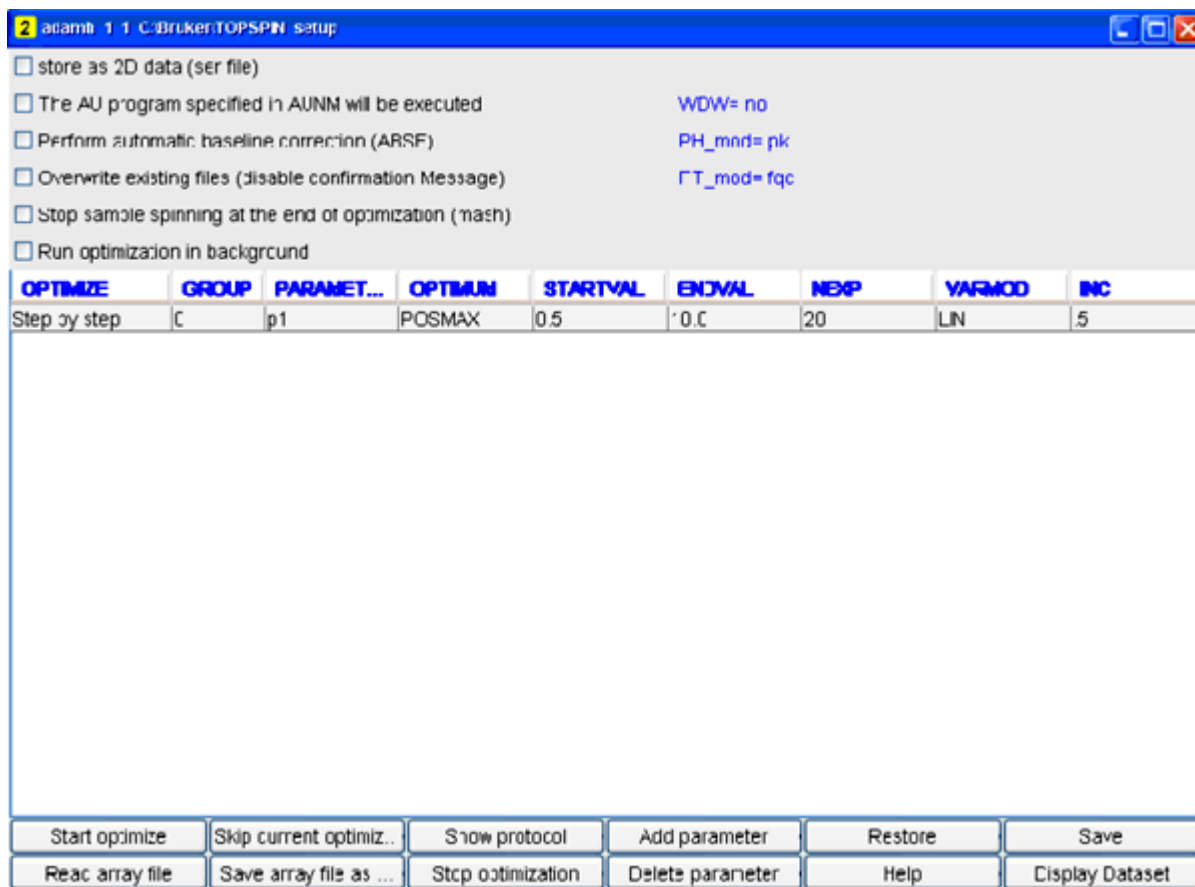 2 adamh 1 1 C:\Bruker\TOPSPIN setup
store as 2D data (ser file)
The AU program specified in AUNM will be executed WDW= no
Perform automatic baseline correction (ABSF) PH_mod= pk
Overwrite existing files (disable confirmation Message) FT_mod= fqc
Stop sample spinning at the end of optimization (mash)
Run optimization in background
OPTIMIZE GROUP PARAMET... OPTIMUM STARTVAL ENDVAL NEXP VARMOD INC
Step by step 0 p1 POSMAX 0.5 10.0 20 LIN .5
Start optimize Skip current optimiz.. Show protocol Add parameter Restore Save
Read array file Save array file as ... Stop optimization Delete parameter Help Display Dataset